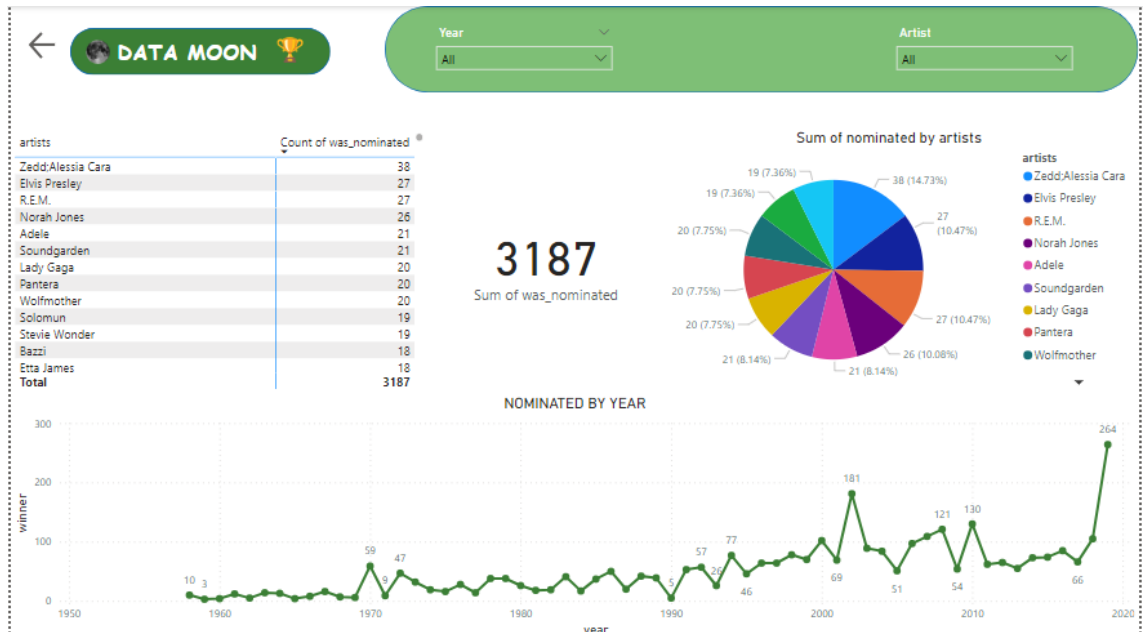 DATA MOON
Year
All
Artist
All
artists Count of was_nominated
Zedd;Alessia Cara 38
Elvis Presley 27
R.E.M. 27
Norah Jones 26
Adele 21
Soundgarden 21
Lady Gaga 20
Pantera 20
Wolfmother 20
Solomun 19
Stevie Wonder 19
Bazzi 18
Etta James 18
Total 3187
3187
Sum of was_nominated
Sum of nominated by artists
38 (14.73%)
27
(10.47%)
27 (10.47%)
26 (10.08%)
21 (8.14%)
21 (8.14%)
20 (7.75%)
20 (7.75%)
20 (7.75%)
19 (7.36%)
19 (7.36%)
artists
Zedd;Alessia Cara
Elvis Presley
R.E.M.
Norah Jones
Adele
Soundgarden
Lady Gaga
Pantera
Wolfmother
NOMINATED BY YEAR
winner
300
200
100
0
10
3
59
9
47
5
57
26
77
46
69
181
51
121
54
130
66
264
1950 1960 1970 1980 1990 2000 2010 2020
year